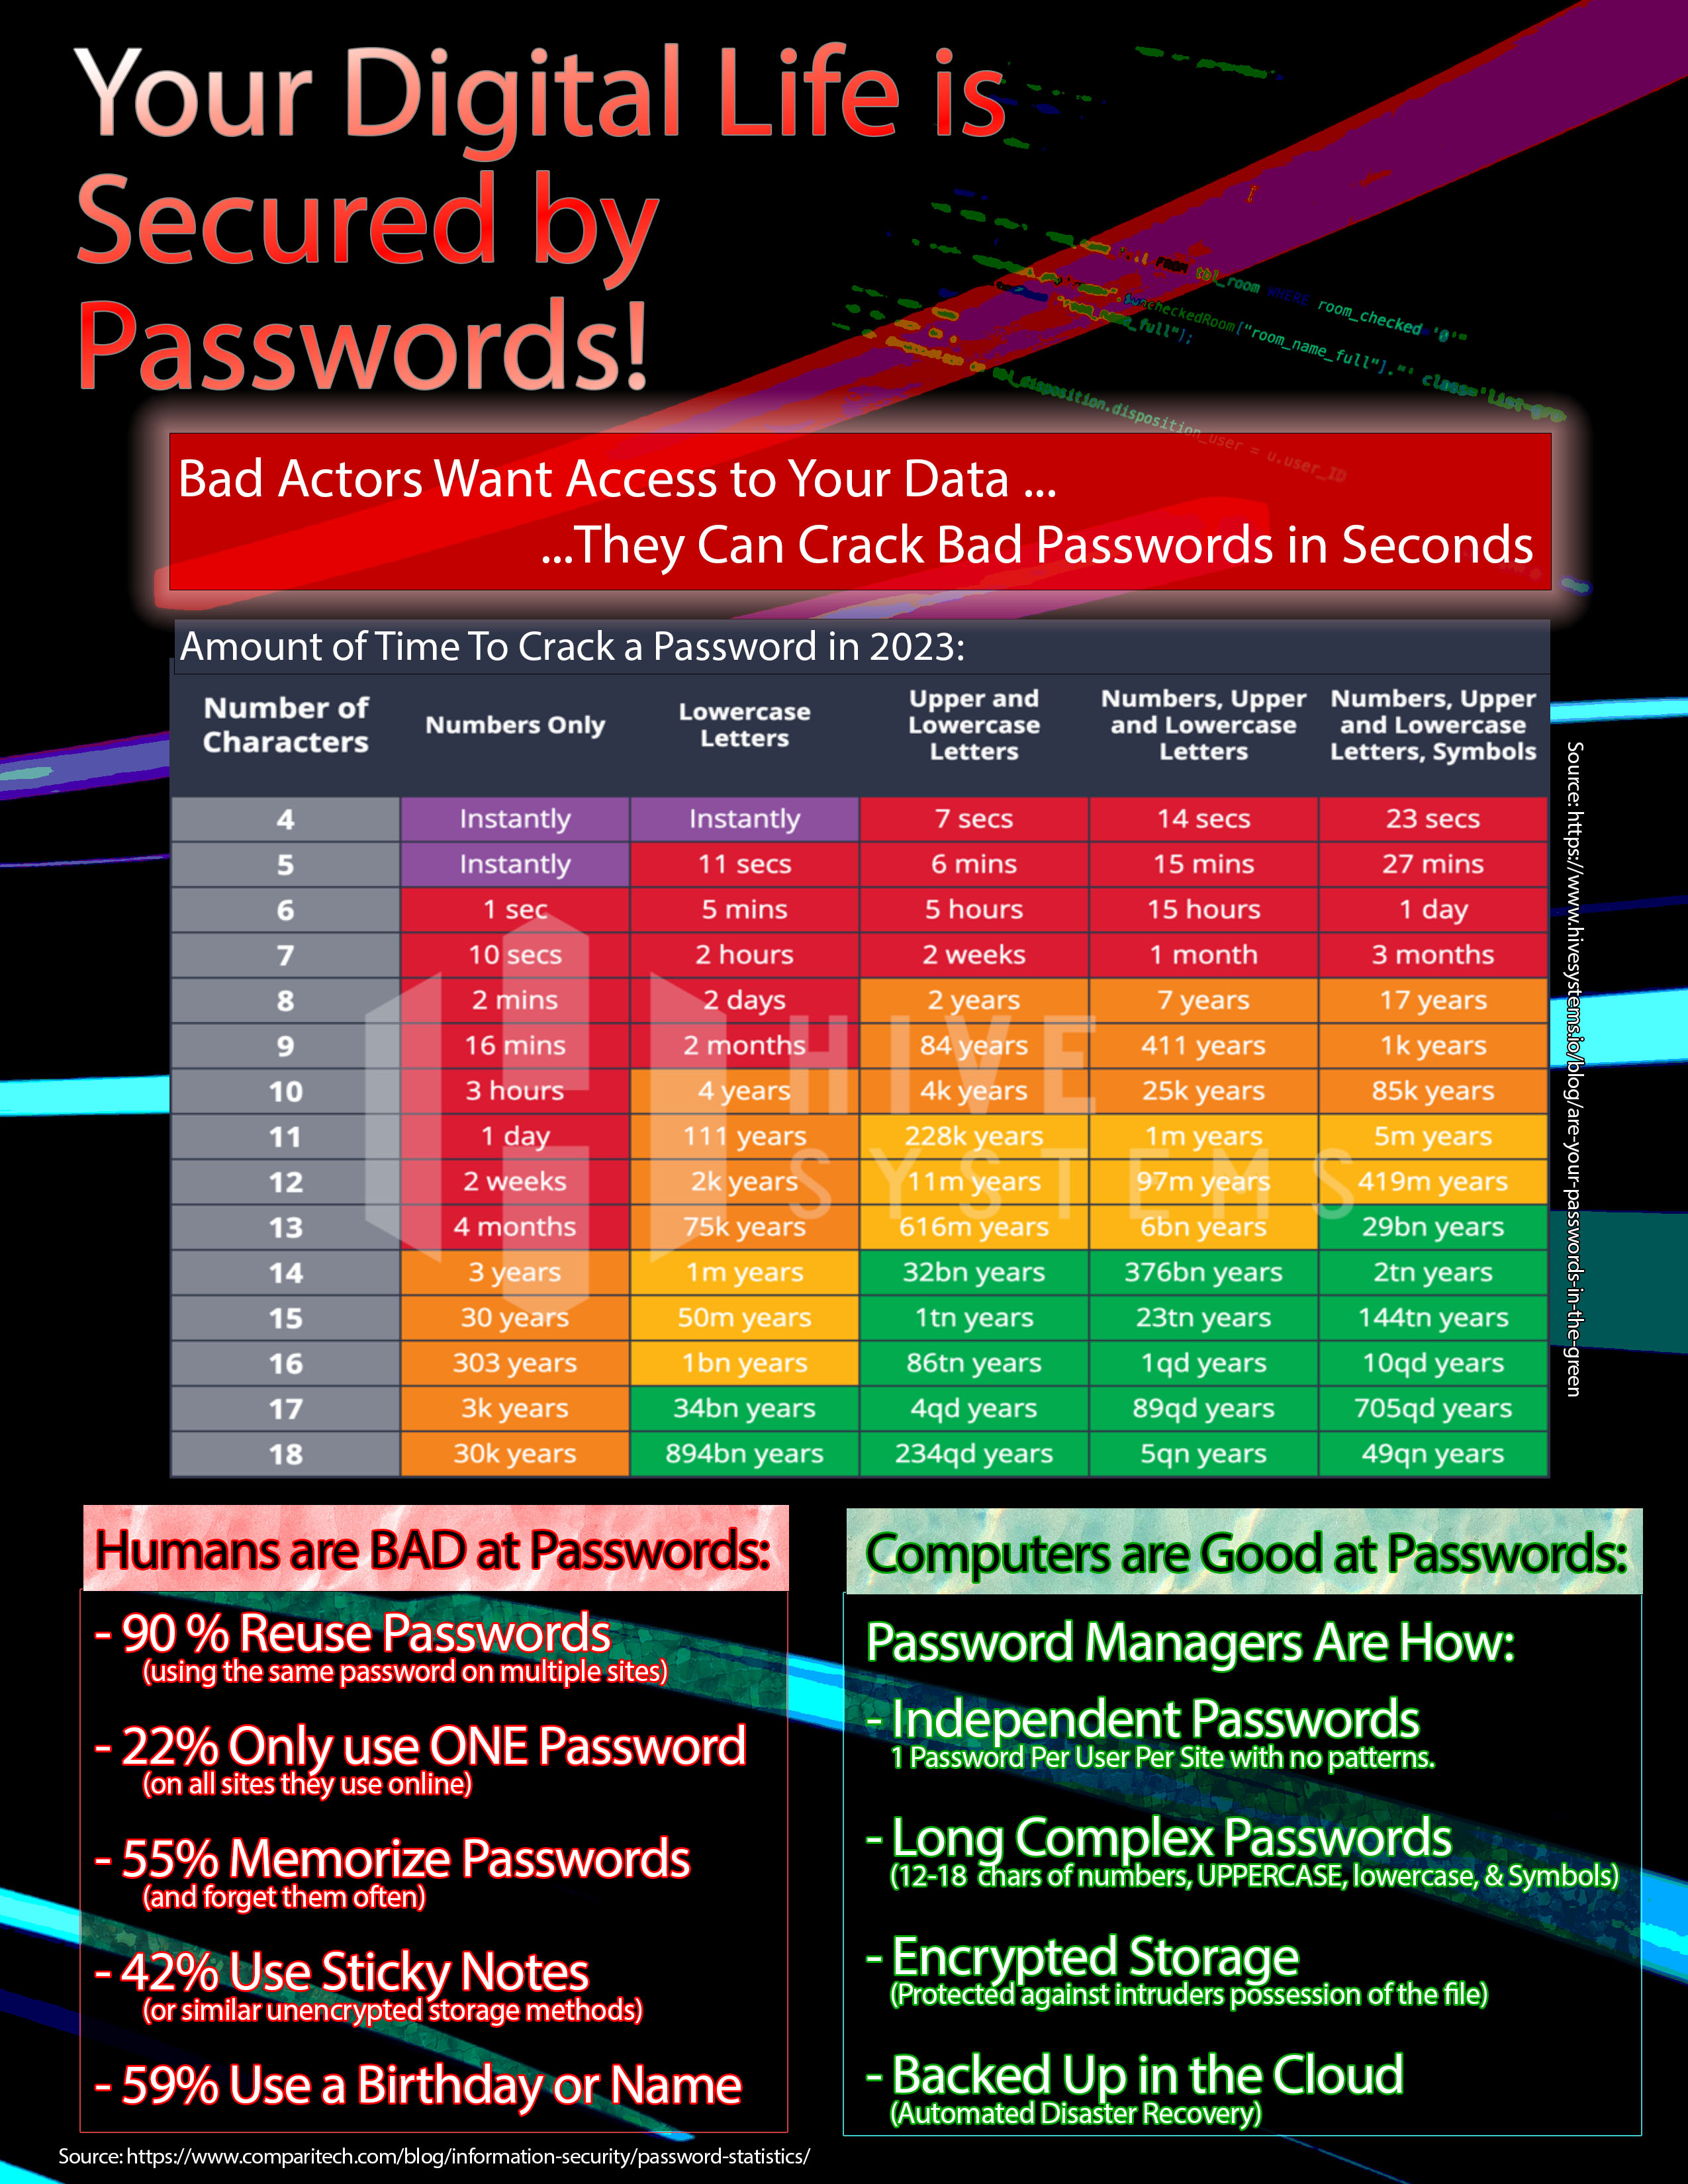 Your Digital Life is
Secured by
Passwords!
FROM tbl_room WHERE room_checked '@'"
$uncheckedRoom["room_name_full"]."' class='list-gro
_full"];
tbl_disposition.disposition_user = u.user_ID
Bad Actors Want Access to Your Data ...
...They Can Crack Bad Passwords in Seconds
Amount of Time To Crack a Password in 2023:
Number of Characters | Numbers Only | Lowercase Letters | Upper and Lowercase Letters | Numbers, Upper and Lowercase Letters | Numbers, Upper and Lowercase Letters, Symbols
4 Instantly Instantly 7 secs 14 secs 23 secs
5 Instantly 11 secs 6 mins 15 mins 27 mins
6 1 sec 5 mins 5 hours 15 hours 1 day
7 10 secs 2 hours 2 weeks 1 month 3 months
8 2 mins 2 days 2 years 7 years 17 years
9 16 mins 2 months 84 years 411 years 1k years
10 3 hours 4 years 4k years 25k years 85k years
11 1 day 111 years 228k years 1m years 5m years
12 2 weeks 2k years 11m years 97m years 419m years
13 4 months 75k years 616m years 6bn years 29bn years
14 3 years 1m years 32bn years 376bn years 2tn years
15 30 years 50m years 1tn years 23tn years 144tn years
16 303 years 1bn years 86tn years 1qd years 10qd years
17 3k years 34bn years 4qd years 89qd years 705qd years
18 30k years 894bn years 234qd years 5qn years 49qn years
HIVE
SYSTEMS
Source: https://www.hivesystems.io/blog/are-your-passwords-in-the-green
Humans are BAD at Passwords:
- 90 % Reuse Passwords
(using the same password on multiple sites)
- 22% Only use ONE Password
(on all sites they use online)
- 55% Memorize Passwords
(and forget them often)
- 42% Use Sticky Notes
(or similar unencrypted storage methods)
- 59% Use a Birthday or Name
Computers are Good at Passwords:
Password Managers Are How:
- Independent Passwords
1 Password Per User Per Site with no patterns.
- Long Complex Passwords
(12-18 chars of numbers, UPPERCASE, lowercase, & Symbols)
- Encrypted Storage
(Protected against intruders possession of the file)
- Backed Up in the Cloud
(Automated Disaster Recovery)
Source: https://www.comparitech.com/blog/information-security/password-statistics/